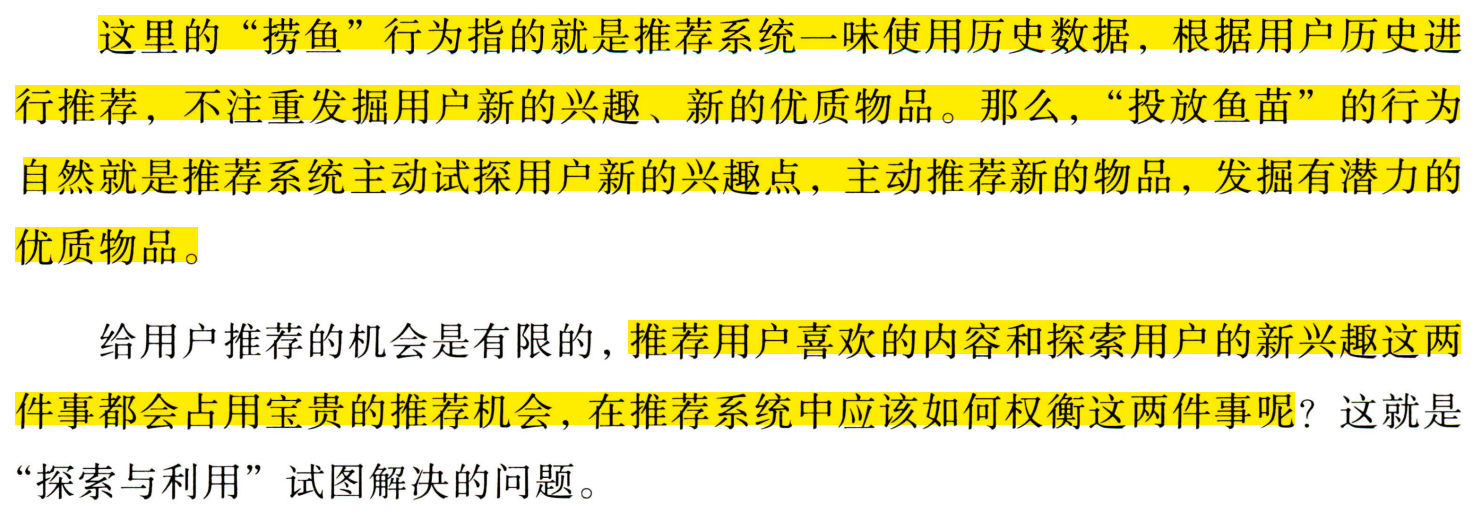 这里的“捞鱼”行为指的就是推荐系统一味使用历史数据，根据用户历史进
行推荐，不注重发掘用户新的兴趣、新的优质物品。那么，“投放鱼苗”的行为
自然就是推荐系统主动试探用户新的兴趣点，主动推荐新的物品，发掘有潜力的
优质物品。
给用户推荐的机会是有限的，推荐用户喜欢的内容和探索用户的新兴趣这两
件事都会占用宝贵的推荐机会，在推荐系统中应该如何权衡这两件事呢？这就是
“探索与利用”试图解决的问题。